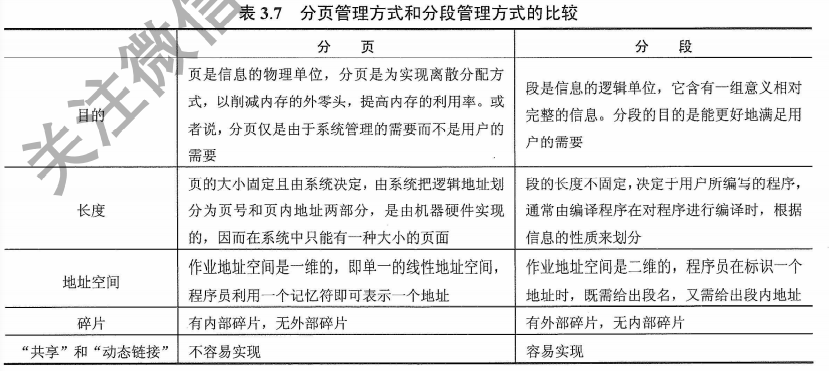 表 3.7 分页管理方式和分段管理方式的比较
分 页
分 段
目的
页是信息的物理单位，分页是为实现离散分配方
式，以削减内存的外零头，提高内存的利用率。或
者说，分页仅是由于系统管理的需要而不是用户的
需要
段是信息的逻辑单位，它含有一组意义相对
完整的信息。分段的目的是能更好地满足用
户的需要
长度
页的大小固定且由系统决定，由系统把逻辑地址划
分为页号和页内地址两部分，是由机器硬件实现
的，因而在系统中只能有一种大小的页面
段的长度不固定，决定于用户所编写的程序，
通常由编译程序在对程序进行编译时，根据
信息的性质来划分
地址空间
作业地址空间是一维的，即单一的线性地址空间，
程序员利用一个记忆符即可表示一个地址
作业地址空间是二维的，程序员在标识一个
地址时，既需给出段名，又需给出段内地址
碎片
有内部碎片，无外部碎片
有外部碎片，无内部碎片
“共享”和“动态链接”
不容易实现
容易实现
关注微信